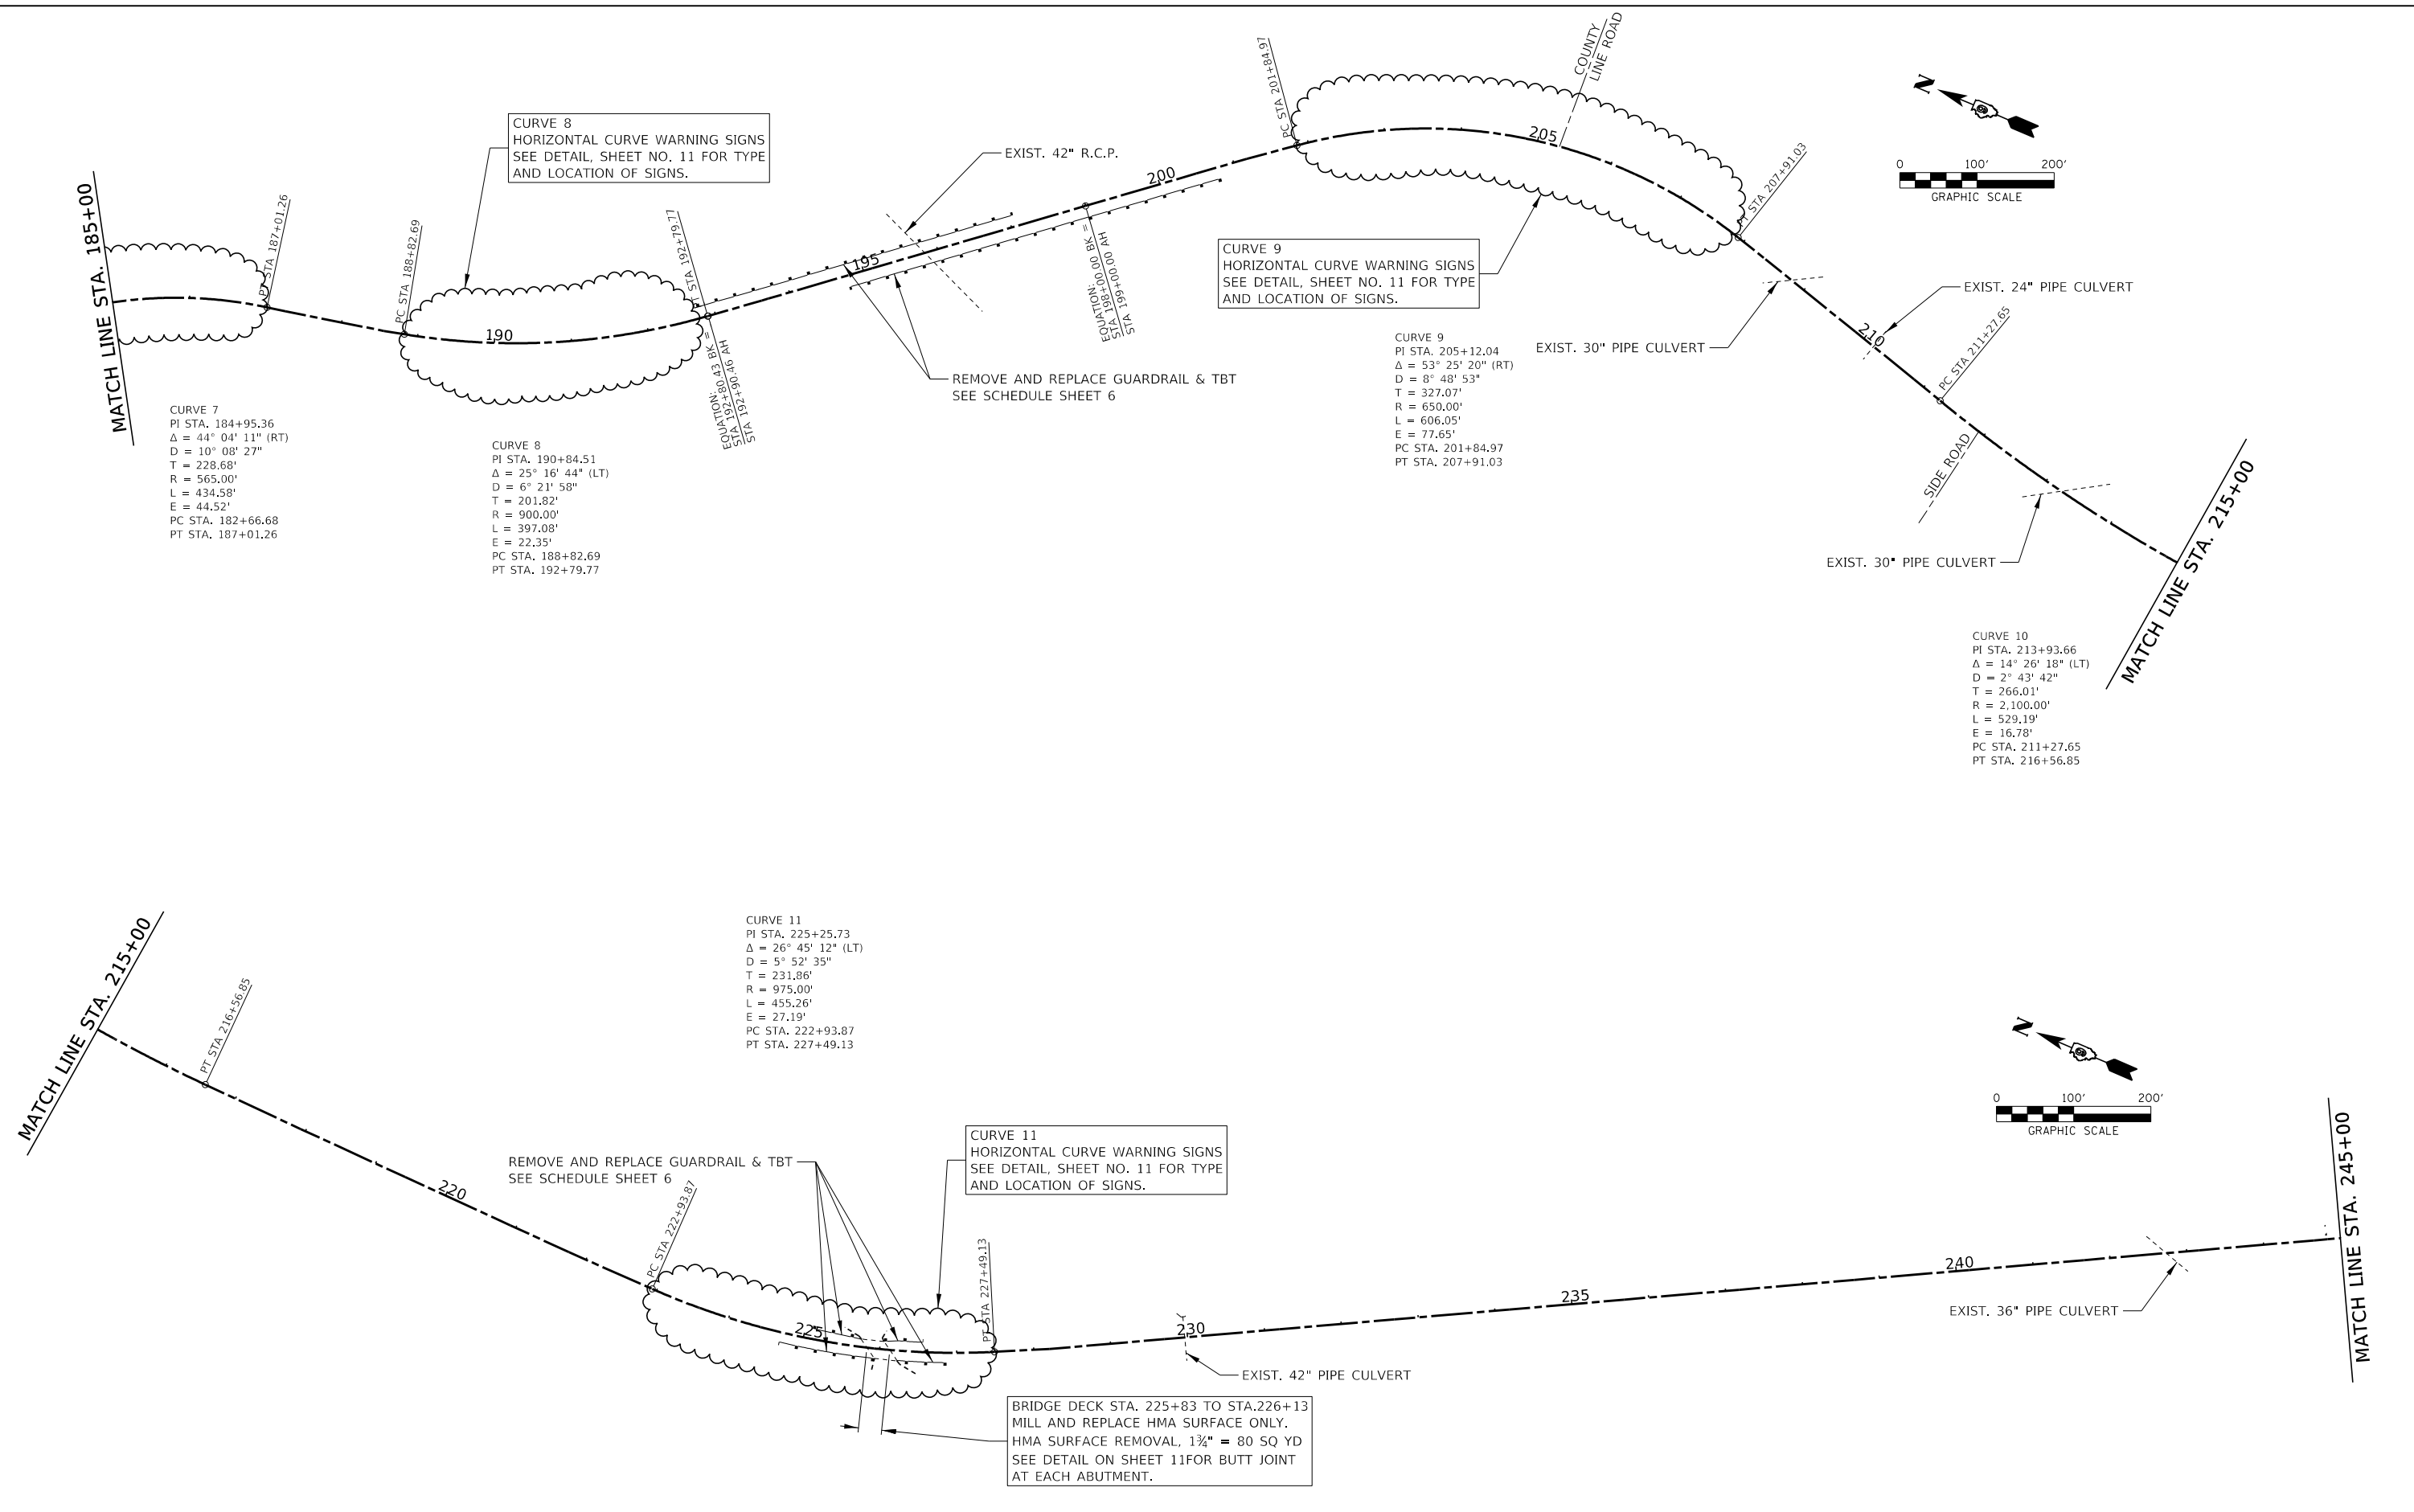 MATCH LINE STA. 185+00
PT STA 187+01.26
PC STA 188+82.69
CURVE 8
HORIZONTAL CURVE WARNING SIGNS
SEE DETAIL, SHEET NO. 11 FOR TYPE
AND LOCATION OF SIGNS.
190
PT STA 192+79.77
EQUATION:
STA 192+80.43 BK =
STA 192+90.46 AH
195
EXIST. 42" R.C.P.
REMOVE AND REPLACE GUARDRAIL & TBT
SEE SCHEDULE SHEET 6
EQUATION:
STA 198+00.00 BK =
STA 199+00.00 AH
200
PC STA 201+84.97
205
COUNTY
LINE ROAD
PT STA 207+91.03
CURVE 9
HORIZONTAL CURVE WARNING SIGNS
SEE DETAIL, SHEET NO. 11 FOR TYPE
AND LOCATION OF SIGNS.
N
0 100' 200'
GRAPHIC SCALE
EXIST. 30" PIPE CULVERT
EXIST. 24" PIPE CULVERT
210
PC STA 211+27.65
SIDE ROAD
EXIST. 30" PIPE CULVERT
MATCH LINE STA. 215+00
CURVE 7
PI STA. 184+95.36
Δ = 44° 04' 11" (RT)
D = 10° 08' 27"
T = 228.68'
R = 565.00'
L = 434.58'
E = 44.52'
PC STA. 182+66.68
PT STA. 187+01.26
CURVE 8
PI STA. 190+84.51
Δ = 25° 16' 44" (LT)
D = 6° 21' 58"
T = 201.82'
R = 900.00'
L = 397.08'
E = 22.35'
PC STA. 188+82.69
PT STA. 192+79.77
CURVE 9
PI STA. 205+12.04
Δ = 53° 25' 20" (RT)
D = 8° 48' 53"
T = 327.07'
R = 650.00'
L = 606.05'
E = 77.65'
PC STA. 201+84.97
PT STA. 207+91.03
CURVE 10
PI STA. 213+93.66
Δ = 14° 26' 18" (LT)
D = 2° 43' 42"
T = 266.01'
R = 2,100.00'
L = 529.19'
E = 16.78'
PC STA. 211+27.65
PT STA. 216+56.85
MATCH LINE STA. 215+00
PT STA 216+56.85
220
CURVE 11
PI STA. 225+25.73
Δ = 26° 45' 12" (LT)
D = 5° 52' 35"
T = 231.86'
R = 975.00'
L = 455.26'
E = 27.19'
PC STA. 222+93.87
PT STA. 227+49.13
REMOVE AND REPLACE GUARDRAIL & TBT
SEE SCHEDULE SHEET 6
PC STA 222+93.87
225
CURVE 11
HORIZONTAL CURVE WARNING SIGNS
SEE DETAIL, SHEET NO. 11 FOR TYPE
AND LOCATION OF SIGNS.
PT STA 227+49.13
230
EXIST. 42" PIPE CULVERT
BRIDGE DECK STA. 225+83 TO STA.226+13
MILL AND REPLACE HMA SURFACE ONLY.
HMA SURFACE REMOVAL, 1¾" = 80 SQ YD
SEE DETAIL ON SHEET 11FOR BUTT JOINT
AT EACH ABUTMENT.
235
240
EXIST. 36" PIPE CULVERT
N
0 100' 200'
GRAPHIC SCALE
MATCH LINE STA. 245+00